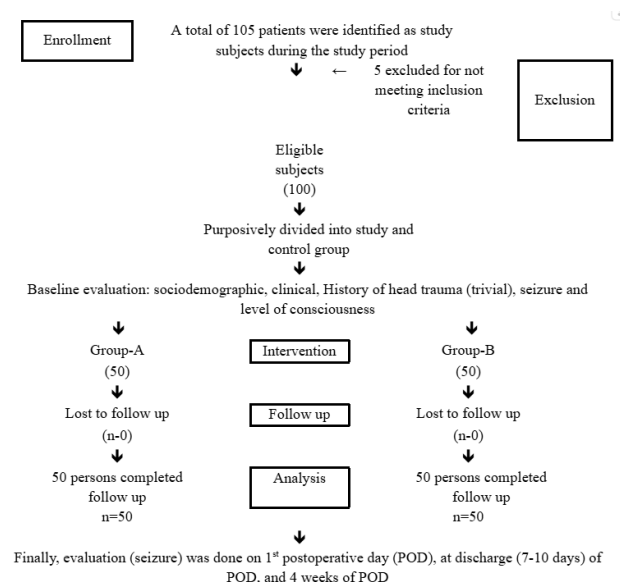 Enrollment
A total of 105 patients were identified as study
subjects during the study period
← 5 excluded for not
meeting inclusion
criteria
Exclusion
Eligible
subjects
(100)
Purposively divided into study and
control group
Baseline evaluation: sociodemographic, clinical, History of head trauma (trivial), seizure and
level of consciousness
Group-A
(50)
Intervention
Group-B
(50)
Lost to follow up
(n-0)
Follow up
Lost to follow up
(n-0)
50 persons completed
follow up
n=50
Analysis
50 persons completed
follow up
n=50
Finally, evaluation (seizure) was done on 1st postoperative day (POD), at discharge (7-10 days) of
POD, and 4 weeks of POD